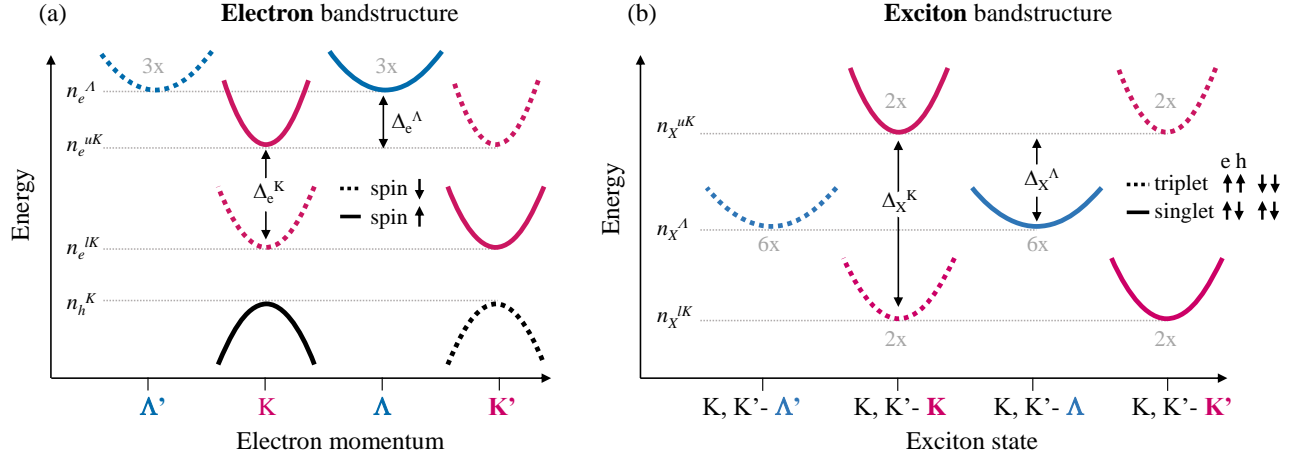 (a) Electron bandstructure
Energy
3x
3x
n_e^Λ
Δ_e^Λ
n_e^{uK}
Δ_e^K
spin ↓
spin ↑
n_e^{lK}
n_h^K
Λ’ K Λ K’
Electron momentum
(b) Exciton bandstructure
Energy
2x
2x
n_X^{uK}
Δ_X^K
Δ_X^Λ
e h
triplet ↑↑ ↓↓
singlet ↑↓ ↑↓
n_X^Λ
6x
6x
n_X^{lK}
2x
2x
K, K’- Λ’ K, K’- K K, K’- Λ K, K’- K’
Exciton state